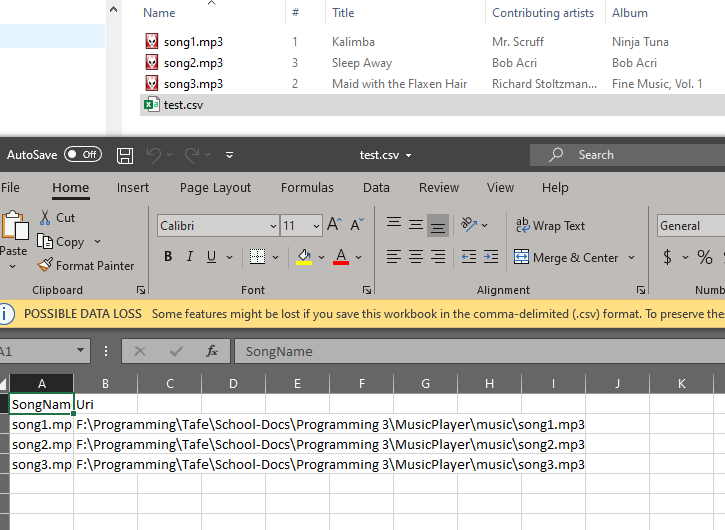 Name # Title Contributing artists Album
song1.mp3 1 Kalimba Mr. Scruff Ninja Tuna
song2.mp3 3 Sleep Away Bob Acri Bob Acri
song3.mp3 2 Maid with the Flaxen Hair Richard Stoltzman... Fine Music, Vol. 1
test.csv
AutoSave Off test.csv Search
File Home Insert Page Layout Formulas Data Review View Help
Cut Calibri 11 A A ab Wrap Text General
Paste Copy
Format Painter B I U A Merge & Center $ %
Clipboard Font Alignment Numb
POSSIBLE DATA LOSS Some features might be lost if you save this workbook in the comma-delimited (.csv) format. To preserve the
A1 fx SongName
A B C D E F G H I J K
SongNam Uri
song1.mp F:\Programming\Tafe\School-Docs\Programming 3\MusicPlayer\music\song1.mp3
song2.mp F:\Programming\Tafe\School-Docs\Programming 3\MusicPlayer\music\song2.mp3
song3.mp F:\Programming\Tafe\School-Docs\Programming 3\MusicPlayer\music\song3.mp3